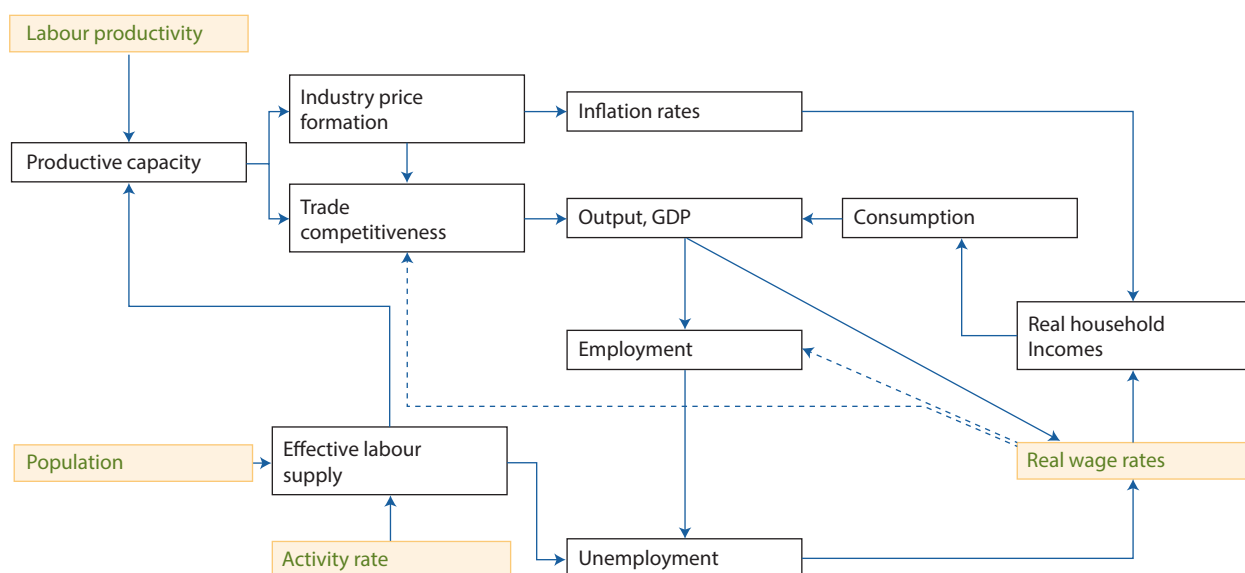 Labour productivity
Industry price
formation
Inflation rates
Productive capacity
Trade
competitiveness
Output, GDP
Consumption
Real household
Incomes
Employment
Population
Effective labour
supply
Real wage rates
Activity rate
Unemployment